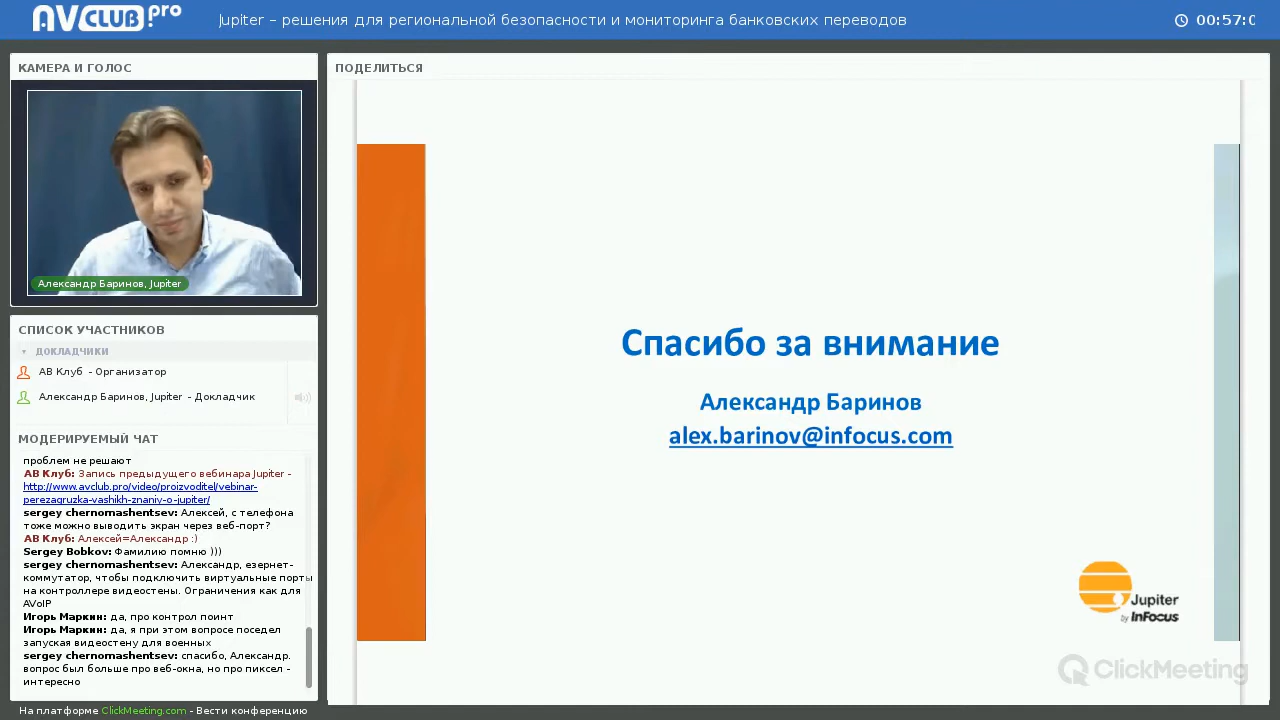 AVCLUB pro
Jupiter – решения для региональной безопасности и мониторинга банковских переводов
00:57:0
КАМЕРА И ГОЛОС
Александр Баринов, Jupiter
СПИСОК УЧАСТНИКОВ
ДОКЛАДЧИКИ
АВ Клуб - Организатор
Александр Баринов, Jupiter - Докладчик
МОДЕРИРУЕМЫЙ ЧАТ
проблем не решают
АВ Клуб: Запись предыдущего вебинара Jupiter -
http://www.avclub.pro/video/proizvoditel/vebinar-
perezagruzka-vashikh-znaniy-o-jupiter/
sergey chernomashentsev: Алексей, с телефона
тоже можно выводить экран через веб-порт?
АВ Клуб: Алексей=Александр :)
Sergey Bobkov: Фамилию помню )))
sergey chernomashentsev: Александр, езернет-
коммутатор, чтобы подключить виртуальные порты
на контроллере видеостены. Ограничения как для
AVoIP
Игорь Маркин: да, про контрол поинт
Игорь Маркин: да, я при этом вопросе поседел
запуская видеостену для военных
sergey chernomashentsev: спасибо, Александр.
вопрос был больше про веб-окна, но про пиксел -
интересно
На платформе ClickMeeting.com - Вести конференцию
ПОДЕЛИТЬСЯ
Спасибо за внимание
Александр Баринов
alex.barinov@infocus.com
Jupiter
by InFocus
ClickMeeting